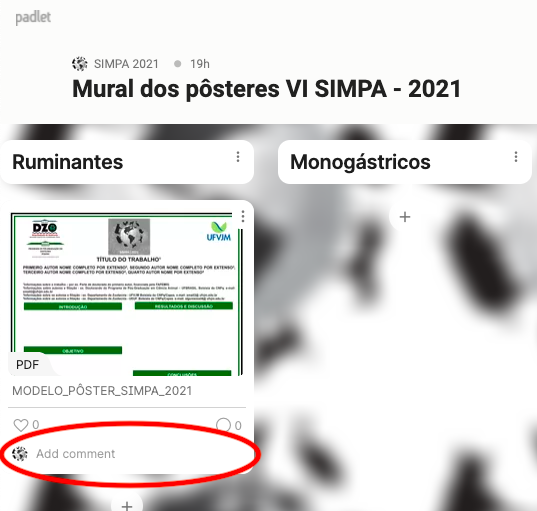 padlet
SIMPA 2021 • 19h
Mural dos pôsteres VI SIMPA - 2021
Ruminantes
Monogástricos
DZO
UFVJM
TÍTULO DO TRABALHO¹
PRIMEIRO AUTOR NOME COMPLETO POR EXTENSO², SEGUNDO AUTOR NOME COMPLETO POR EXTENSO³,
TERCEIRO AUTOR NOME COMPLETO POR EXTENSO⁴, QUARTO AUTOR NOME COMPLETO POR EXTENSO⁵
INTRODUÇÃO
RESULTADOS E DISCUSSÃO
OBJETIVO
CONCLUSÕES
PDF
MODELO_PÔSTER_SIMPA_2021
0
0
Add comment